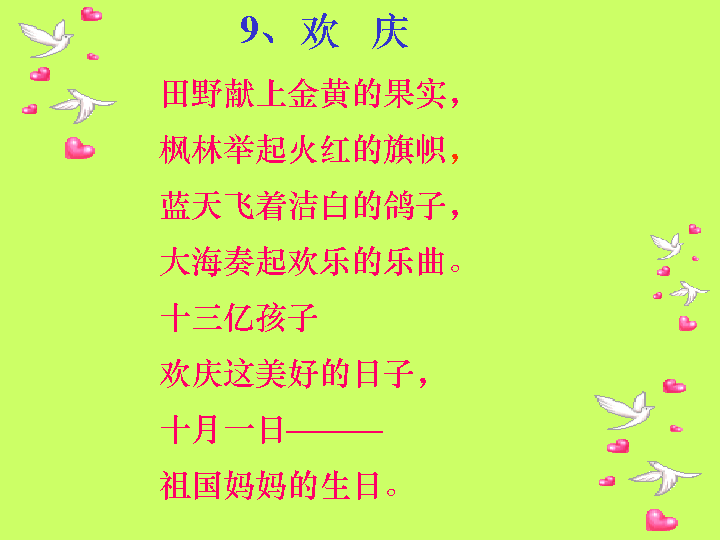 9、欢 庆
田野献上金黄的果实，
枫林举起火红的旗帜，
蓝天飞着洁白的鸽子，
大海奏起欢乐的乐曲。
十三亿孩子
欢庆这美好的日子，
十月一日———
祖国妈妈的生日。